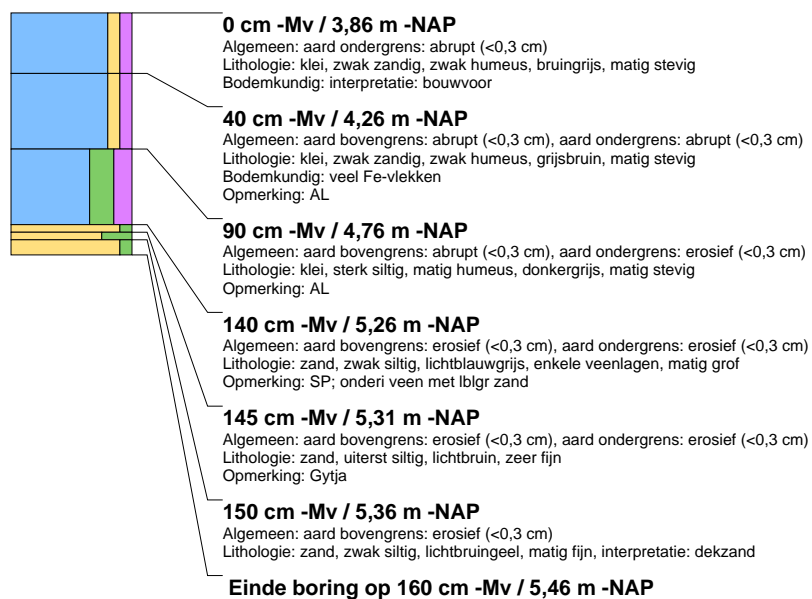 0 cm -Mv / 3,86 m -NAP
Algemeen: aard ondergrens: abrupt (<0,3 cm)
Lithologie: klei, zwak zandig, zwak humeus, bruingrijs, matig stevig
Bodemkundig: interpretatie: bouwvoor
40 cm -Mv / 4,26 m -NAP
Algemeen: aard bovengrens: abrupt (<0,3 cm), aard ondergrens: abrupt (<0,3 cm)
Lithologie: klei, zwak zandig, zwak humeus, grijsbruin, matig stevig
Bodemkundig: veel Fe-vlekken
Opmerking: AL
90 cm -Mv / 4,76 m -NAP
Algemeen: aard bovengrens: abrupt (<0,3 cm), aard ondergrens: erosief (<0,3 cm)
Lithologie: klei, sterk siltig, matig humeus, donkergrijs, matig stevig
Opmerking: AL
140 cm -Mv / 5,26 m -NAP
Algemeen: aard bovengrens: erosief (<0,3 cm), aard ondergrens: erosief (<0,3 cm)
Lithologie: zand, zwak siltig, lichtblauwgrijs, enkele veenlagen, matig grof
Opmerking: SP; onderi veen met lblgr zand
145 cm -Mv / 5,31 m -NAP
Algemeen: aard bovengrens: erosief (<0,3 cm), aard ondergrens: erosief (<0,3 cm)
Lithologie: zand, uiterst siltig, lichtbruin, zeer fijn
Opmerking: Gytja
150 cm -Mv / 5,36 m -NAP
Algemeen: aard bovengrens: erosief (<0,3 cm)
Lithologie: zand, zwak siltig, lichtbruingeel, matig fijn, interpretatie: dekzand
Einde boring op 160 cm -Mv / 5,46 m -NAP